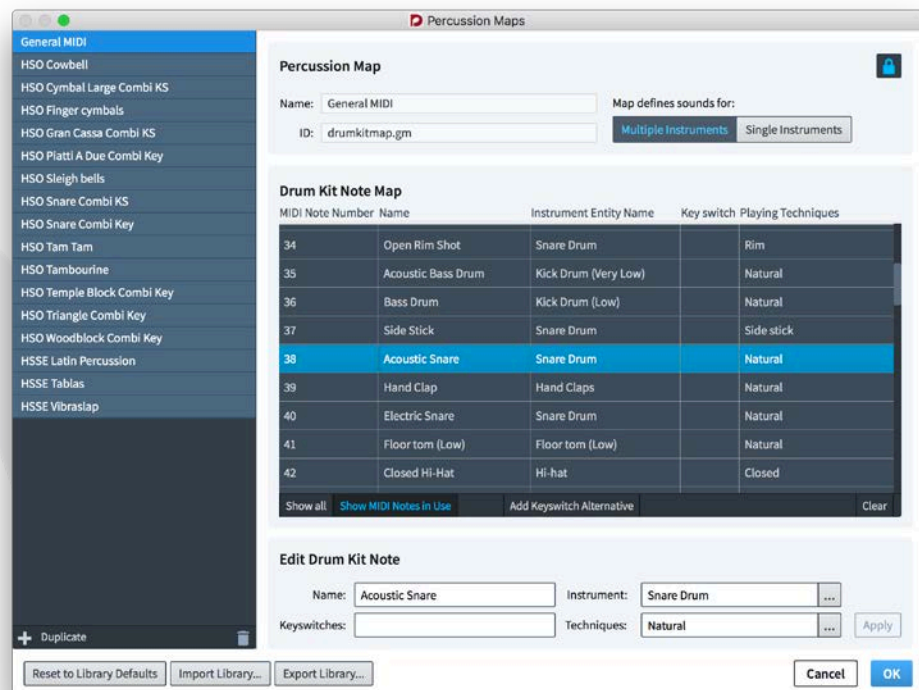 Percussion Maps
General MIDI
HSO Cowbell
HSO Cymbal Large Combi KS
HSO Finger cymbals
HSO Gran Cassa Combi KS
HSO Piatti A Due Combi Key
HSO Sleigh bells
HSO Snare Combi KS
HSO Snare Combi Key
HSO Tam Tam
HSO Tambourine
HSO Temple Block Combi Key
HSO Triangle Combi Key
HSO Woodblock Combi Key
HSSE Latin Percussion
HSSE Tablas
HSSE Vibraslap
Duplicate
Percussion Map
Name: General MIDI Map defines sounds for:
ID: drumkitmap.gm Multiple Instruments Single Instruments
Drum Kit Note Map
MIDI Note Number Name Instrument Entity Name Key switch Playing Techniques
34 Open Rim Shot Snare Drum Rim
35 Acoustic Bass Drum Kick Drum (Very Low) Natural
36 Bass Drum Kick Drum (Low) Natural
37 Side Stick Snare Drum Side stick
38 Acoustic Snare Snare Drum Natural
39 Hand Clap Hand Claps Natural
40 Electric Snare Snare Drum Natural
41 Floor tom (Low) Floor tom (Low) Natural
42 Closed Hi-Hat Hi-hat Closed
Show all Show MIDI Notes in Use Add Keyswitch Alternative Clear
Edit Drum Kit Note
Name: Acoustic Snare Instrument: Snare Drum ...
Keyswitches: Techniques: Natural ... Apply
Reset to Library Defaults Import Library... Export Library... Cancel OK